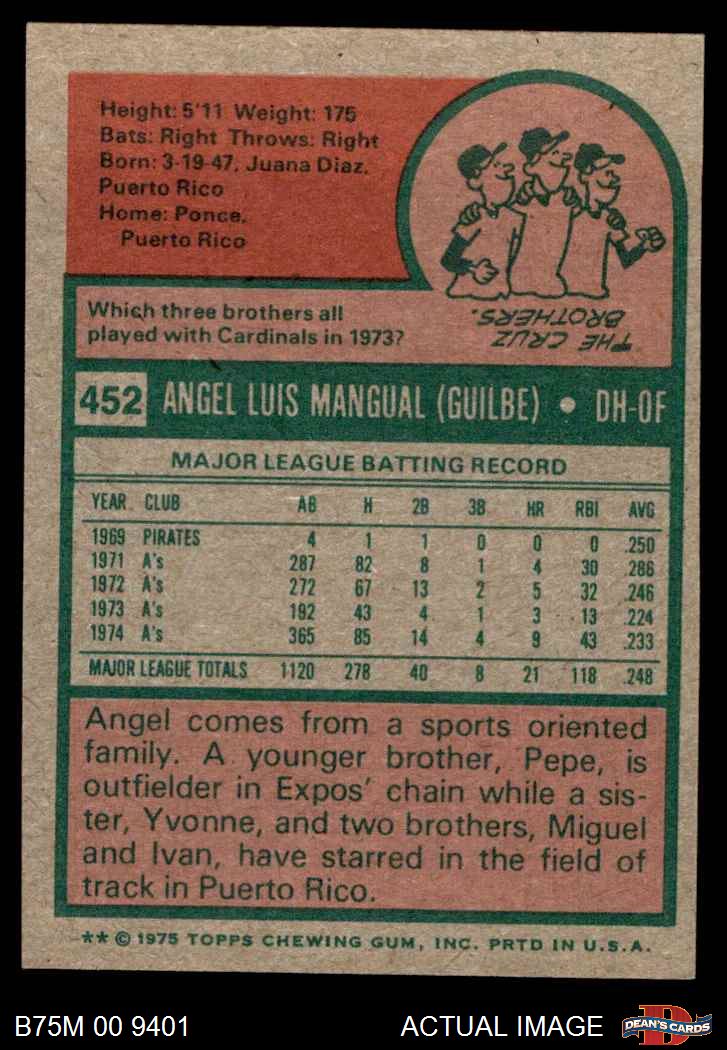 Height: 5'11 Weight: 175
Bats: Right Throws: Right
Born: 3-19-47, Juana Diaz,
Puerto Rico
Home: Ponce,
Puerto Rico
Which three brothers all
played with Cardinals in 1973?
THE CRUZ
BROTHERS.
452 ANGEL LUIS MANGUAL (GUILBE) • DH-OF
MAJOR LEAGUE BATTING RECORD
YEAR CLUB AB H 2B 3B HR RBI AVG
1969 PIRATES 4 1 1 0 0 0 .250
1971 A's 287 82 8 1 4 30 .286
1972 A's 272 67 13 2 5 32 .246
1973 A's 192 43 4 1 3 13 .224
1974 A's 365 85 14 4 9 43 .233
MAJOR LEAGUE TOTALS 1120 278 40 8 21 118 .248
Angel comes from a sports oriented
family. A younger brother, Pepe, is
outfielder in Expos' chain while a sis-
ter, Yvonne, and two brothers, Miguel
and Ivan, have starred in the field of
track in Puerto Rico.
** © 1975 TOPPS CHEWING GUM, INC. PRTD IN U.S.A.
B75M 00 9401 ACTUAL IMAGE
D
DEAN'S CARDS